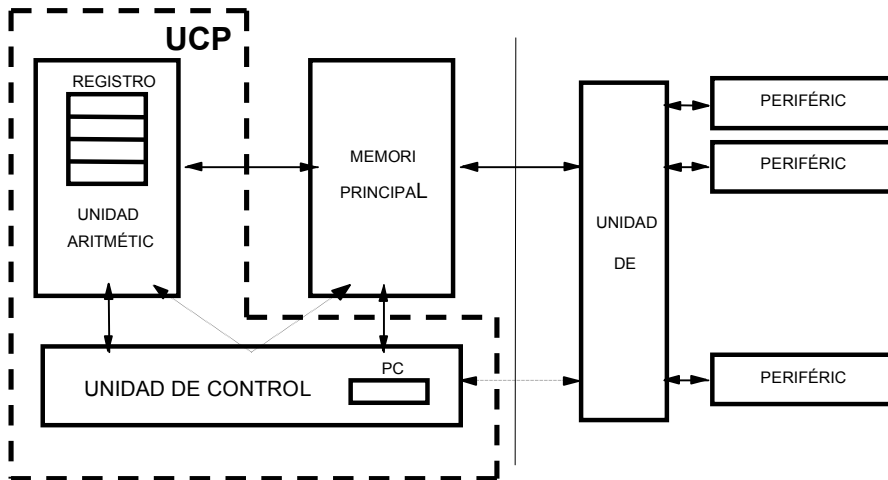 UCP
REGISTRO
UNIDAD
ARITMÉTIC
MEMORI
PRINCIPAL
UNIDAD
DE
PERIFÉRIC
PERIFÉRIC
PERIFÉRIC
UNIDAD DE CONTROL
PC